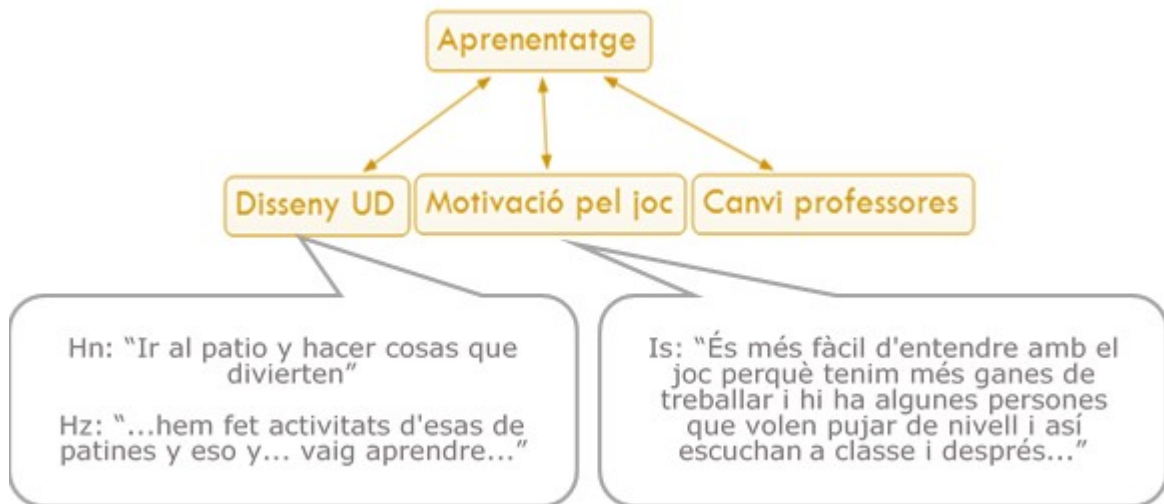 Aprenentatge
Disseny UD
Motivació pel joc
Canvi professores
Hn: “Ir al patio y hacer cosas que
divierten”
Hz: “...hem fet activitats d'esas de
patines y eso y... vaig aprendre...”
Is: “És més fàcil d'entendre amb el
joc perquè tenim més ganes de
treballar i hi ha algunes persones
que volen pujar de nivell i así
escuchan a classe i després...”